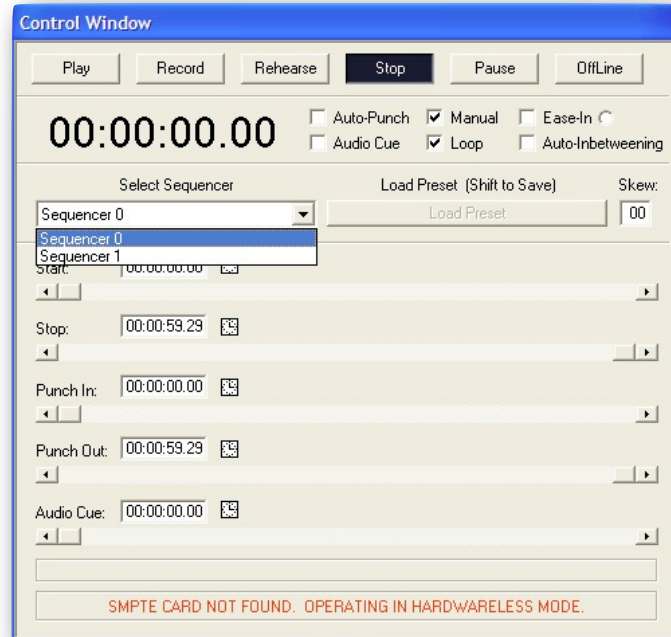 Control Window
Play Record Rehearse Stop Pause OffLine
00:00:00.00
Auto-Punch Manual Ease-In
Audio Cue Loop Auto-Inbetweening
Select Sequencer Load Preset (Shift to Save) Skew:
Sequencer 0 Load Preset 00
Sequencer 0
Sequencer 1
Start: 00:00:00.00
Stop: 00:00:59.29
Punch In: 00:00:00.00
Punch Out: 00:00:59.29
Audio Cue: 00:00:00.00
SMPTE CARD NOT FOUND. OPERATING IN HARDWARELESS MODE.